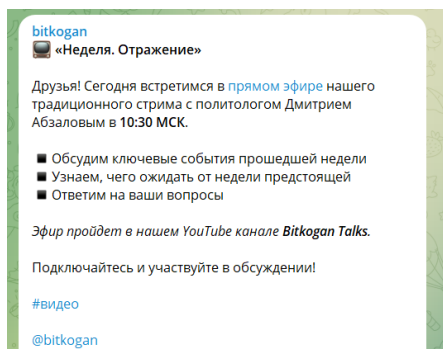 bitkogan
📺 «Неделя. Отражение»
Друзья! Сегодня встретимся в прямом эфире нашего
традиционного стрима с политологом Дмитрием
Абзаловым в 10:30 МСК.
◾ Обсудим ключевые события прошедшей недели
◾ Узнаем, чего ожидать от недели предстоящей
◾ Ответим на ваши вопросы
Эфир пройдет в нашем YouTube канале Bitkogan Talks.
Подключайтесь и участвуйте в обсуждении!
#видео
@bitkogan